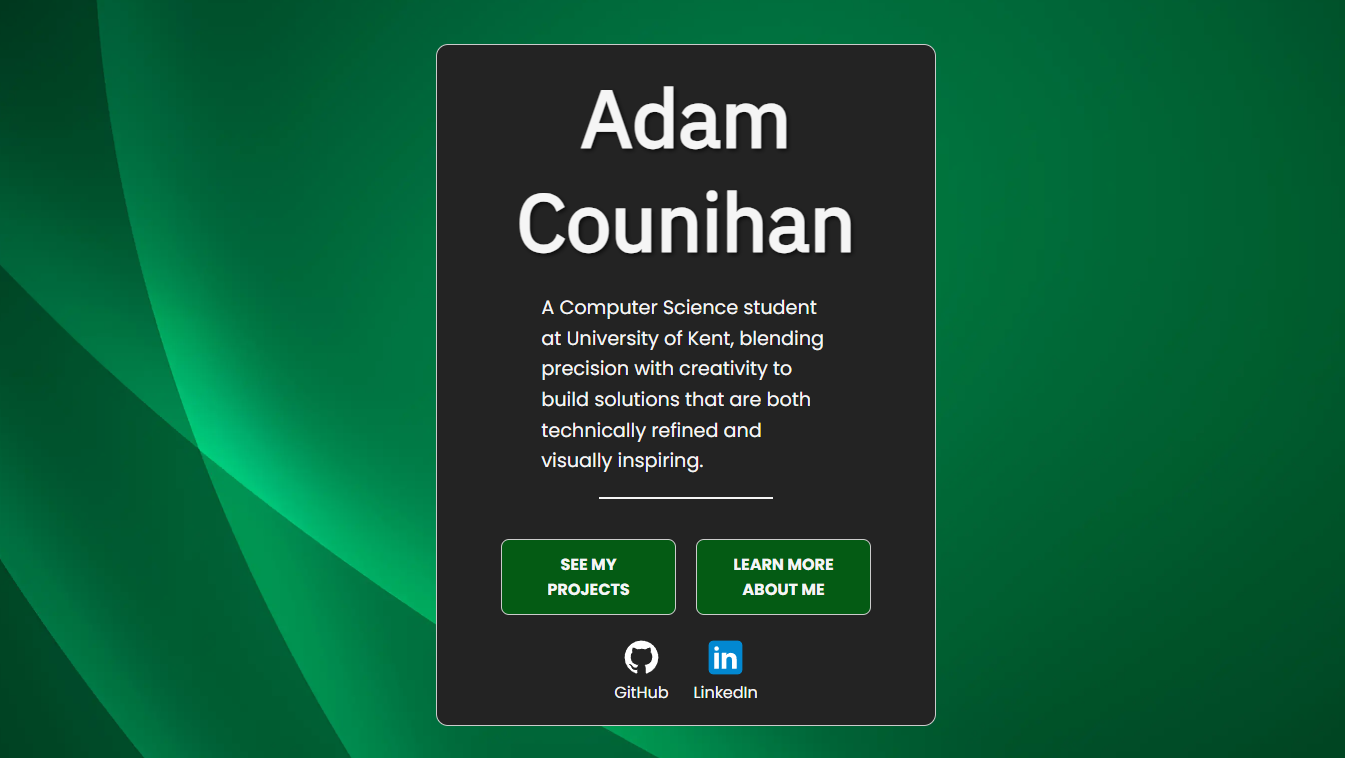 Adam
Counihan
A Computer Science student
at University of Kent, blending
precision with creativity to
build solutions that are both
technically refined and
visually inspiring.
SEE MY
PROJECTS
LEARN MORE
ABOUT ME
in
GitHub
LinkedIn